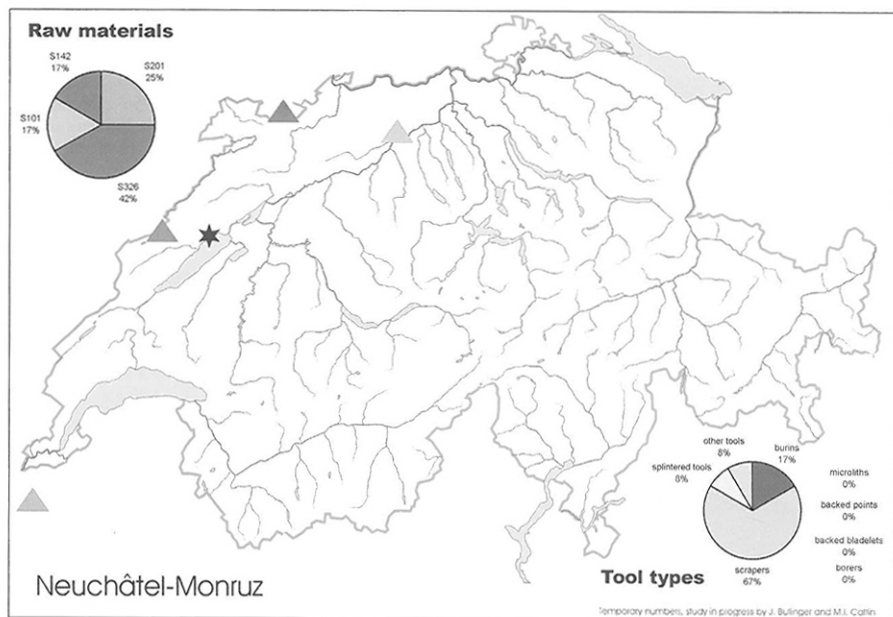 Raw materials
S142
17%
S201
25%
S101
17%
S326
42%
other tools
8%
burins
17%
splintered tools
8%
microliths
0%
backed points
0%
backed bladelets
0%
scrapers
67%
borers
0%
Neuchâtel-Monruz
Tool types
Temporary numbers, study in progress by J. Bullinger and M.I. Cattin